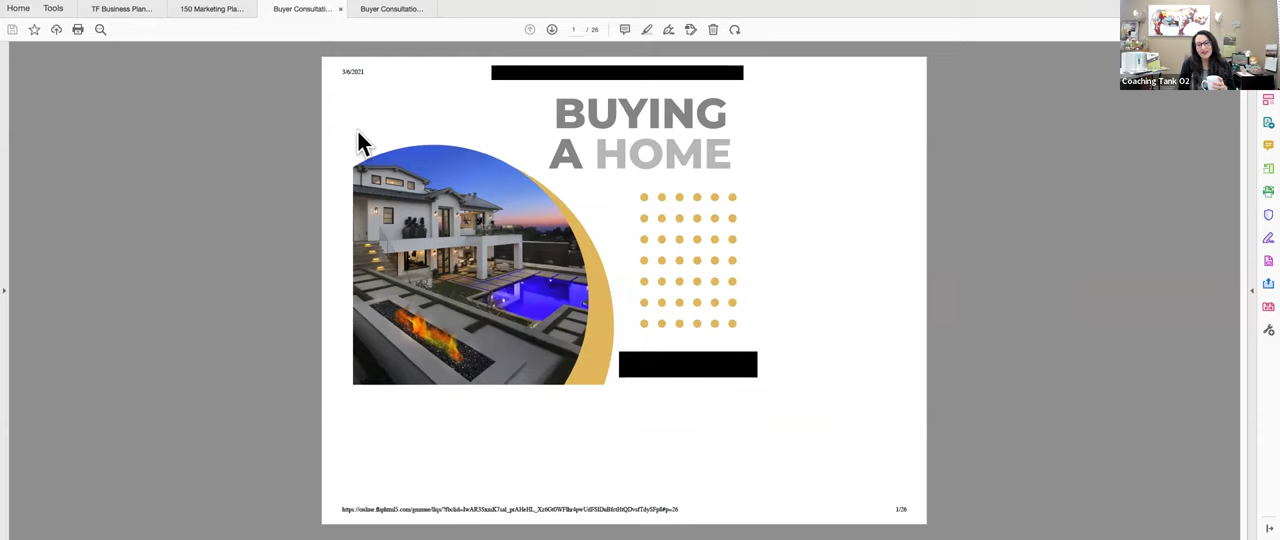 Home Tools TF Business Plan... 150 Marketing Pla... Buyer Consultati... × Buyer Consultatio...
1 / 26
Coaching Tank O2
3/6/2021
BUYING
A HOME
1/26